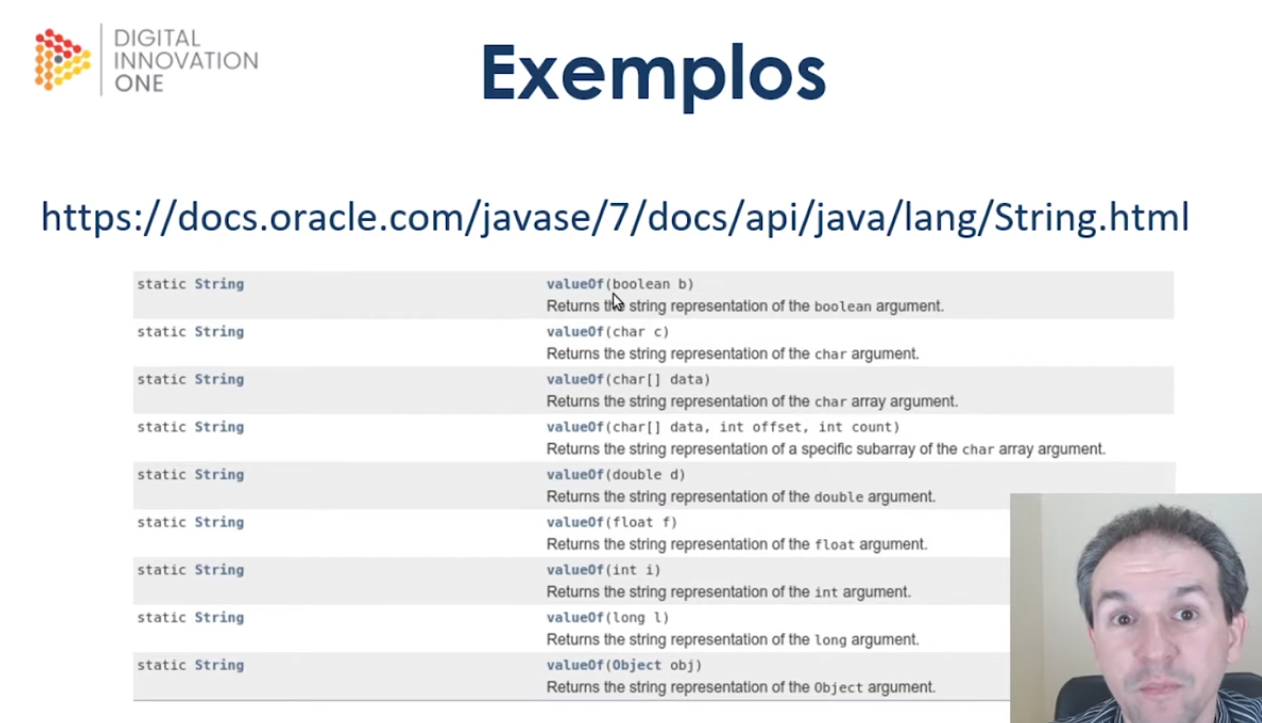 DIGITAL
INNOVATION
ONE
Exemplos
https://docs.oracle.com/javase/7/docs/api/java/lang/String.html
static String valueOf(boolean b)
Returns the string representation of the boolean argument.
static String valueOf(char c)
Returns the string representation of the char argument.
static String valueOf(char[] data)
Returns the string representation of the char array argument.
static String valueOf(char[] data, int offset, int count)
Returns the string representation of a specific subarray of the char array argument.
static String valueOf(double d)
Returns the string representation of the double argument.
static String valueOf(float f)
Returns the string representation of the float argument.
static String valueOf(int i)
Returns the string representation of the int argument.
static String valueOf(long l)
Returns the string representation of the long argument.
static String valueOf(Object obj)
Returns the string representation of the Object argument.